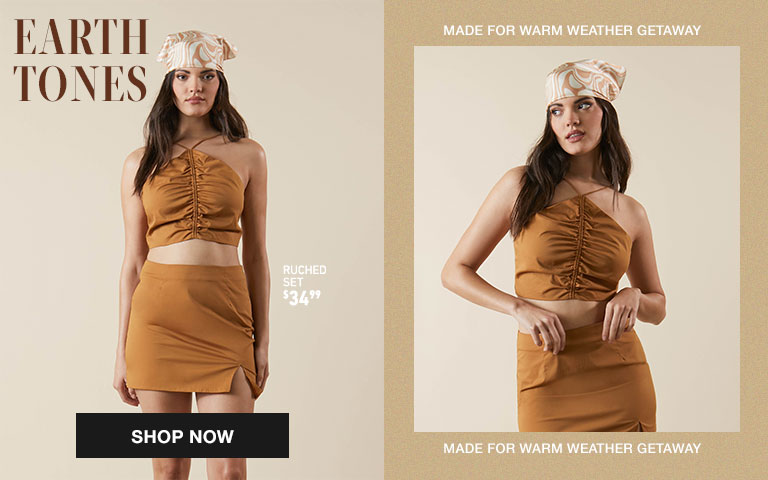 EARTH
TONES
RUCHED
SET
$34.99
SHOP NOW
MADE FOR WARM WEATHER GETAWAY
MADE FOR WARM WEATHER GETAWAY